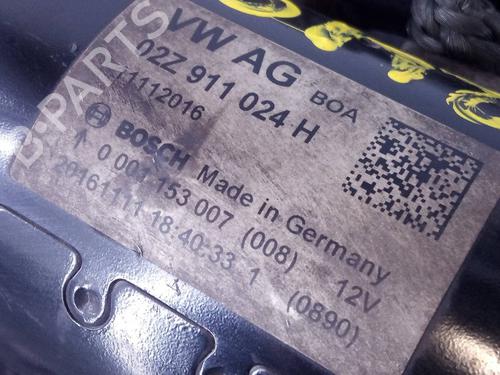 VW AG BOA
02Z 911 024 H
11112016
BOSCH Made in Germany
A 0 001 153 007 (008) 12V
20161111 18:40:33 1 (0890)
B-PARTS